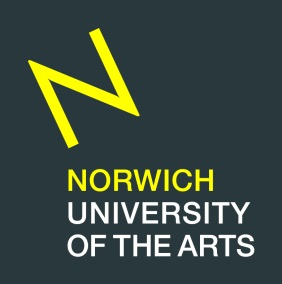 N
NORWICH
UNIVERSITY
OF THE ARTS